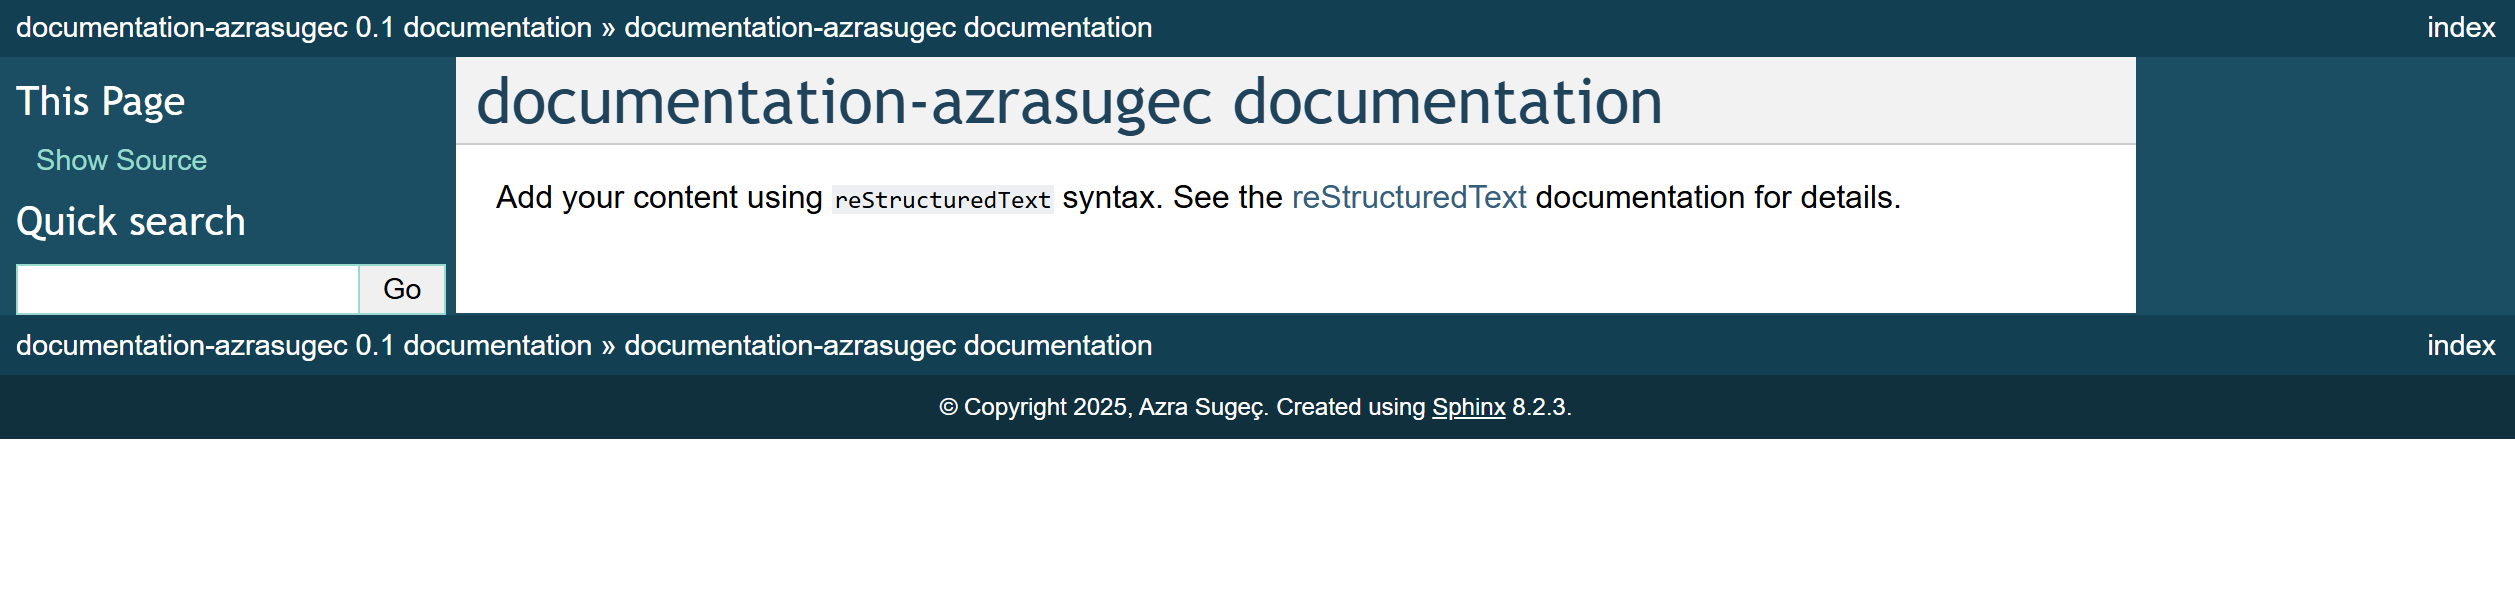 documentation-azrasugec 0.1 documentation » documentation-azrasugec documentation index
This Page
Show Source
Quick search
Go
documentation-azrasugec documentation
Add your content using reStructuredText syntax. See the reStructuredText documentation for details.
documentation-azrasugec 0.1 documentation » documentation-azrasugec documentation index
© Copyright 2025, Azra Sugeç. Created using Sphinx 8.2.3.